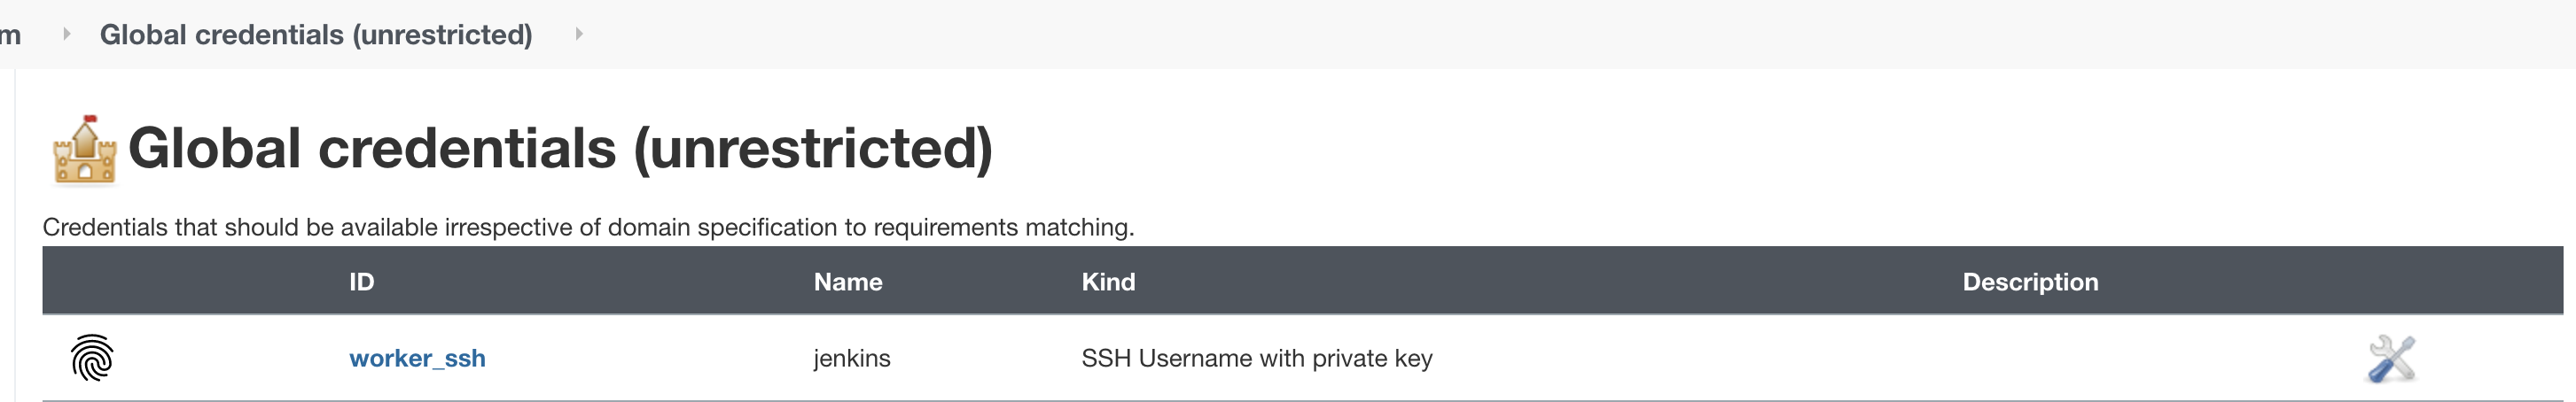 m Global credentials (unrestricted)
Global credentials (unrestricted)
Credentials that should be available irrespective of domain specification to requirements matching.
ID Name Kind Description
worker_ssh jenkins SSH Username with private key